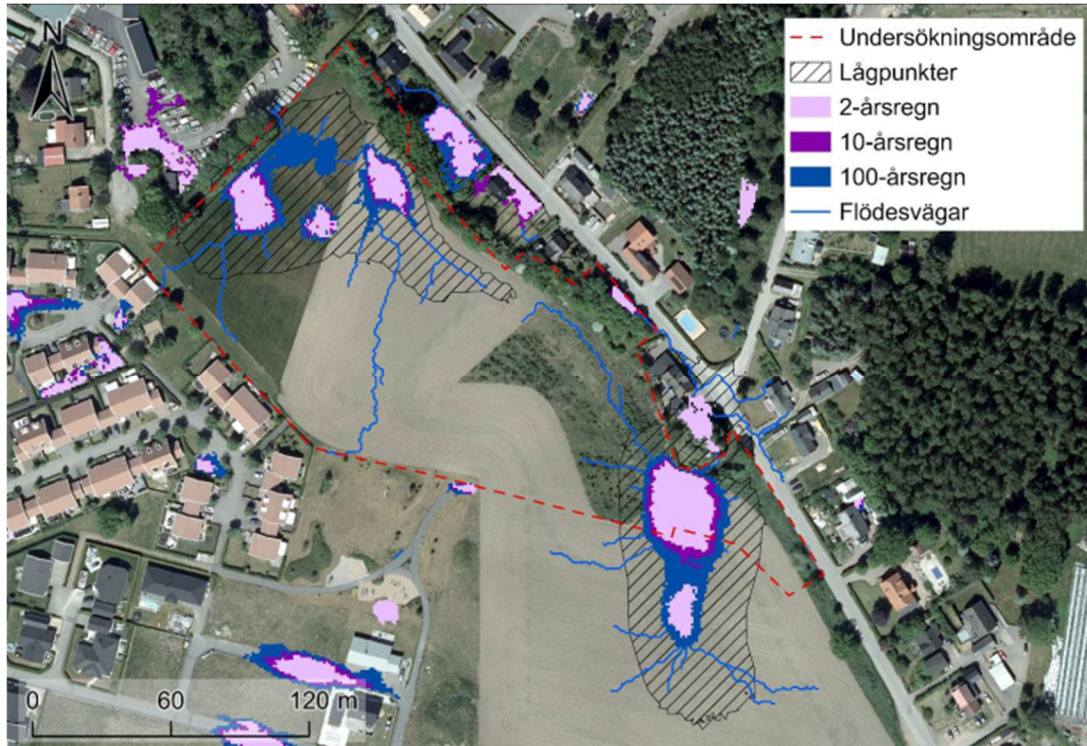 N
Undersökningsområde
Lågpunkter
2-årsregn
10-årsregn
100-årsregn
Flödesvägar
0 60 120 m